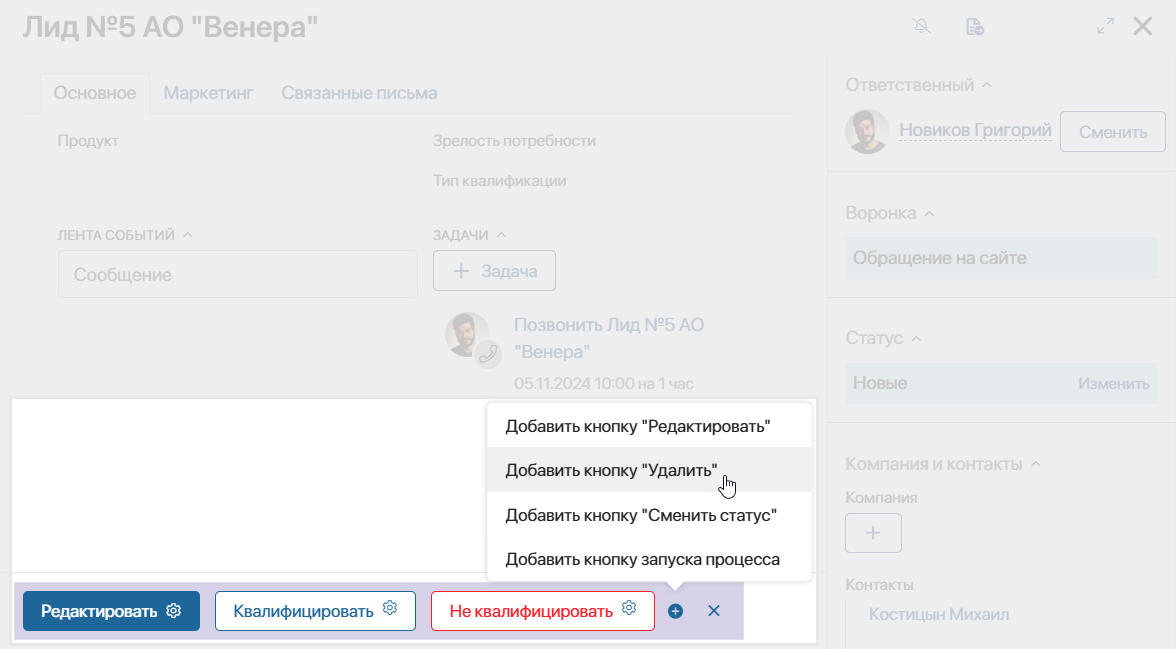 Лид №5 АО "Венера"
Основное
Маркетинг
Связанные письма
Продукт
Зрелость потребности
Тип квалификации
ЛЕНТА СОБЫТИЙ
Сообщение
ЗАДАЧИ
Задача
Позвонить Лид №5 АО
"Венера"
05.11.2024 10:00 на 1 час
Ответственный
Новиков Григорий
Сменить
Воронка
Обращение на сайте
Статус
Новые
Изменить
Компания и контакты
Компания
Контакты
Костицын Михаил
Добавить кнопку "Редактировать"
Добавить кнопку "Удалить"
Добавить кнопку "Сменить статус"
Добавить кнопку запуска процесса
Редактировать
Квалифицировать
Не квалифицировать